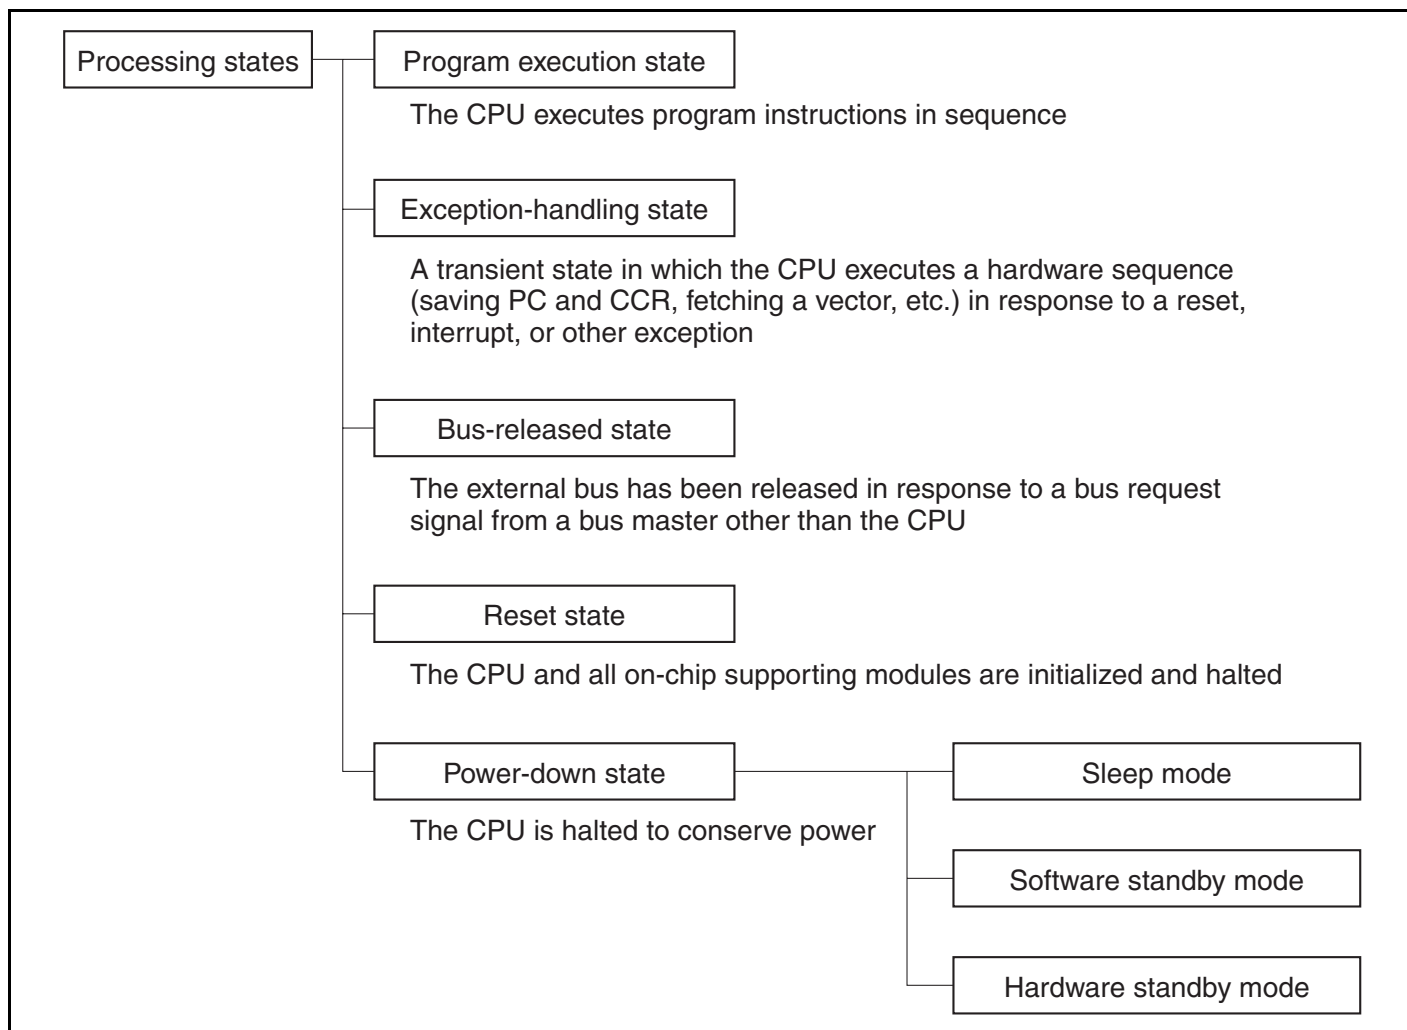 Processing states
Program execution state
The CPU executes program instructions in sequence
Exception-handling state
A transient state in which the CPU executes a hardware sequence
(saving PC and CCR, fetching a vector, etc.) in response to a reset,
interrupt, or other exception
Bus-released state
The external bus has been released in response to a bus request
signal from a bus master other than the CPU
Reset state
The CPU and all on-chip supporting modules are initialized and halted
Power-down state
The CPU is halted to conserve power
Sleep mode
Software standby mode
Hardware standby mode